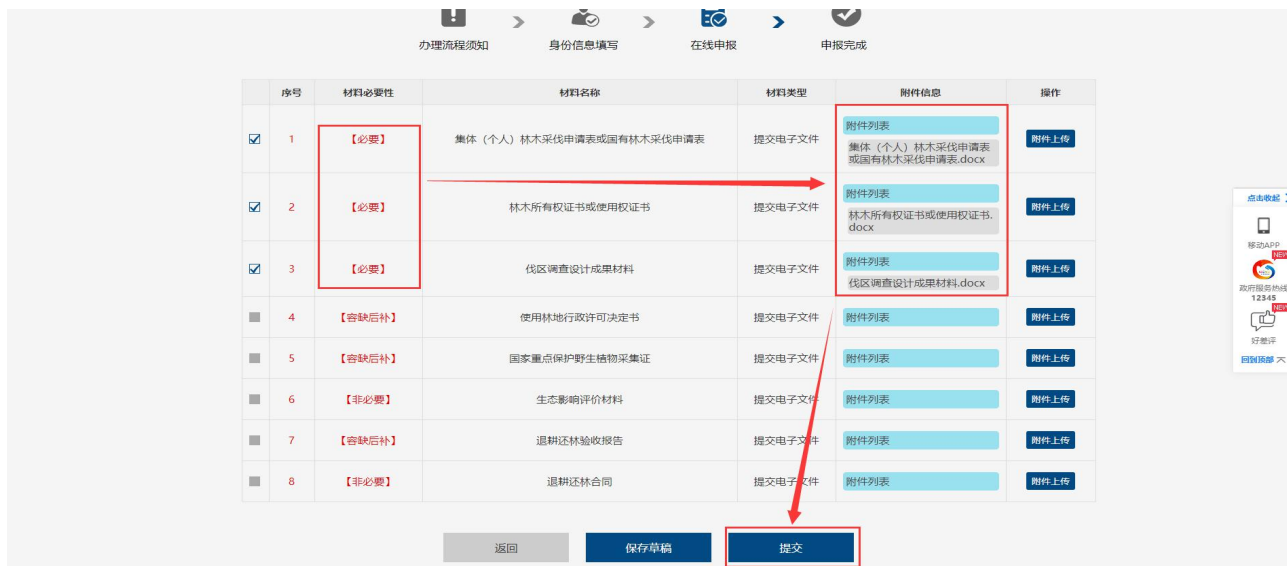 办理流程须知
身份信息填写
在线申报
申报完成
序号 材料必要性 材料名称 材料类型 附件信息 操作
1 【必要】 集体（个人）林木采伐申请表或国有林木采伐申请表 提交电子文件 附件列表 附件上传
集体（个人）林木采伐申请表
或国有林木采伐申请表.docx
2 【必要】 林木所有权证书或使用权证书 提交电子文件 附件列表 附件上传
林木所有权证书或使用权证书.
docx
3 【必要】 伐区调查设计成果材料 提交电子文件 附件列表 附件上传
伐区调查设计成果材料.docx
4 【容缺后补】 使用林地行政许可决定书 提交电子文件 附件列表 附件上传
5 【容缺后补】 国家重点保护野生植物采集证 提交电子文件 附件列表 附件上传
6 【非必要】 生态影响评价材料 提交电子文件 附件列表 附件上传
7 【容缺后补】 退耕还林验收报告 提交电子文件 附件列表 附件上传
8 【非必要】 退耕还林合同 提交电子文件 附件列表 附件上传
返回
保存草稿
提交
点击收起
移动APP
NEW
政府服务热线
12345
NEW
好差评
回到顶部